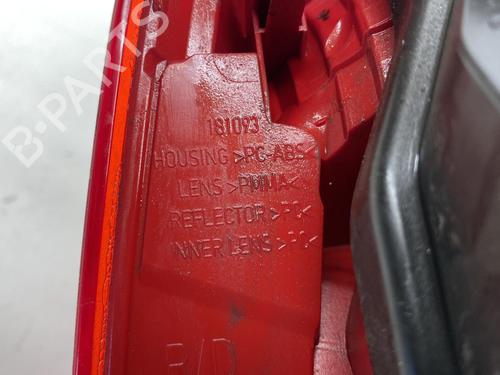 B-PARTS
181093
HOUSING >PC-ABS<
LENS >PMMA<
REFLECTOR >PC<
INNER LENS >PC<